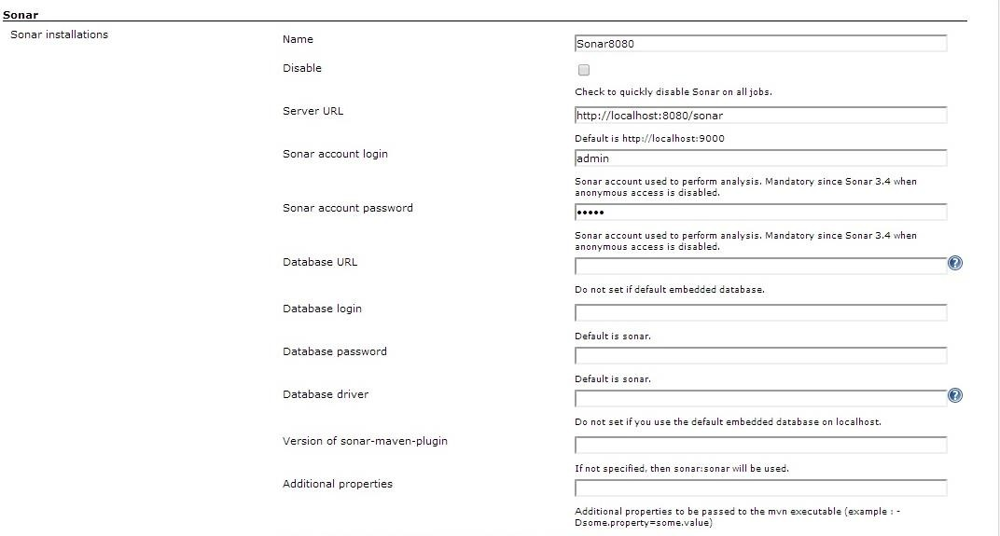 Sonar
Sonar installations
Name
Sonar8080
Disable
Check to quickly disable Sonar on all jobs.
Server URL
http://localhost:8080/sonar
Default is http://localhost:9000
Sonar account login
admin
Sonar account used to perform analysis. Mandatory since Sonar 3.4 when
anonymous access is disabled.
Sonar account password
•••••
Sonar account used to perform analysis. Mandatory since Sonar 3.4 when
anonymous access is disabled.
Database URL
?
Do not set if default embedded database.
Database login
Default is sonar.
Database password
Default is sonar.
Database driver
?
Do not set if you use the default embedded database on localhost.
Version of sonar-maven-plugin
If not specified, then sonar:sonar will be used.
Additional properties
Additional properties to be passed to the mvn executable (example : -
Dsome.property=some.value)